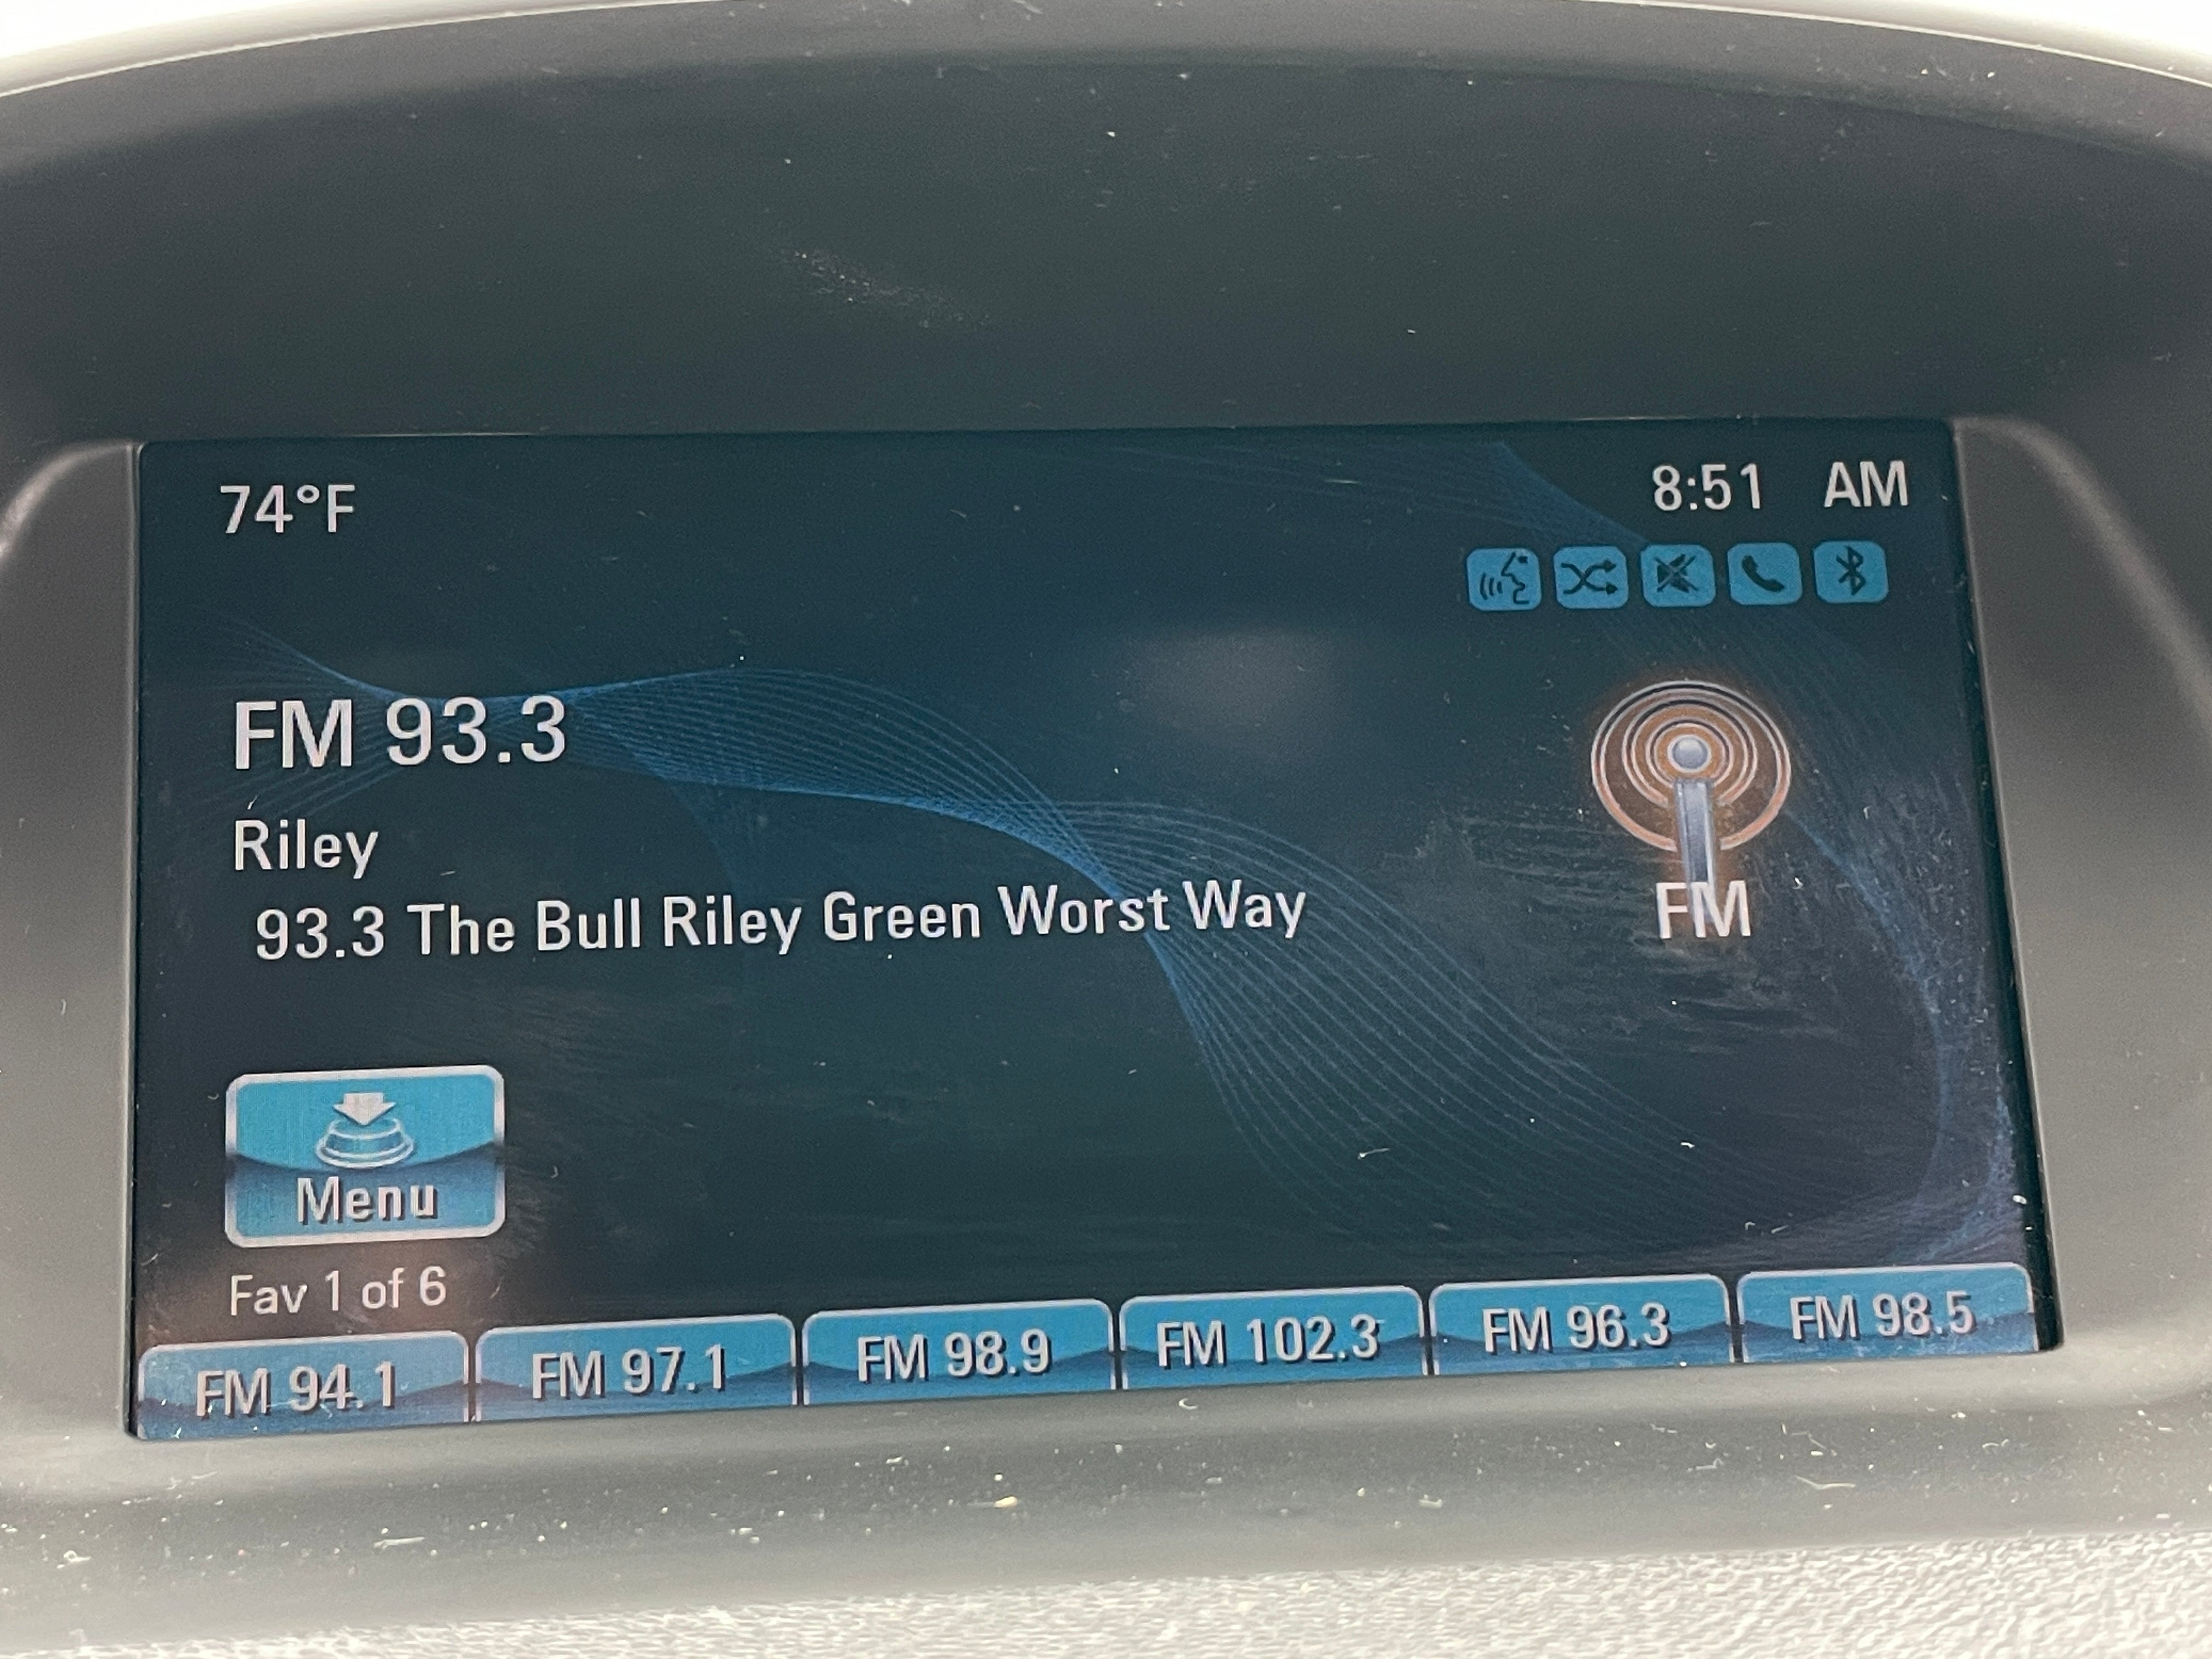 74°F
8:51 AM
FM 93.3
Riley
93.3 The Bull Riley Green Worst Way
FM
Menu
Fav 1 of 6
FM 94.1
FM 97.1
FM 98.9
FM 102.3
FM 96.3
FM 98.5